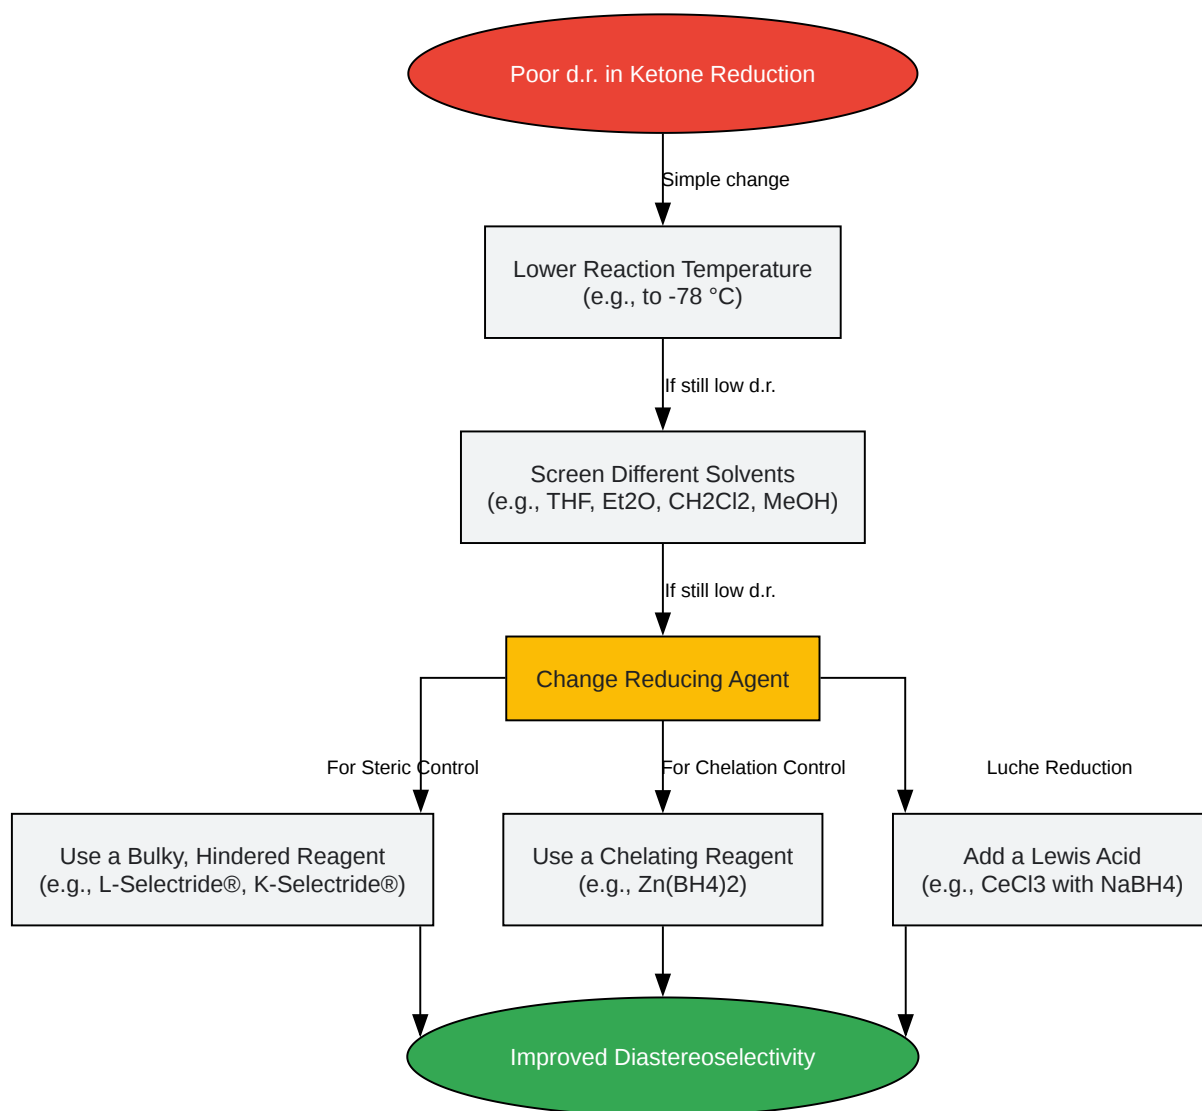 Poor d.r. in Ketone Reduction
Simple change
Lower Reaction Temperature
(e.g., to -78 °C)
If still low d.r.
Screen Different Solvents
(e.g., THF, Et2O, CH2Cl2, MeOH)
If still low d.r.
Change Reducing Agent
For Steric Control
For Chelation Control
Luche Reduction
Use a Bulky, Hindered Reagent
(e.g., L-Selectride®, K-Selectride®)
Use a Chelating Reagent
(e.g., Zn(BH4)2)
Add a Lewis Acid
(e.g., CeCl3 with NaBH4)
Improved Diastereoselectivity